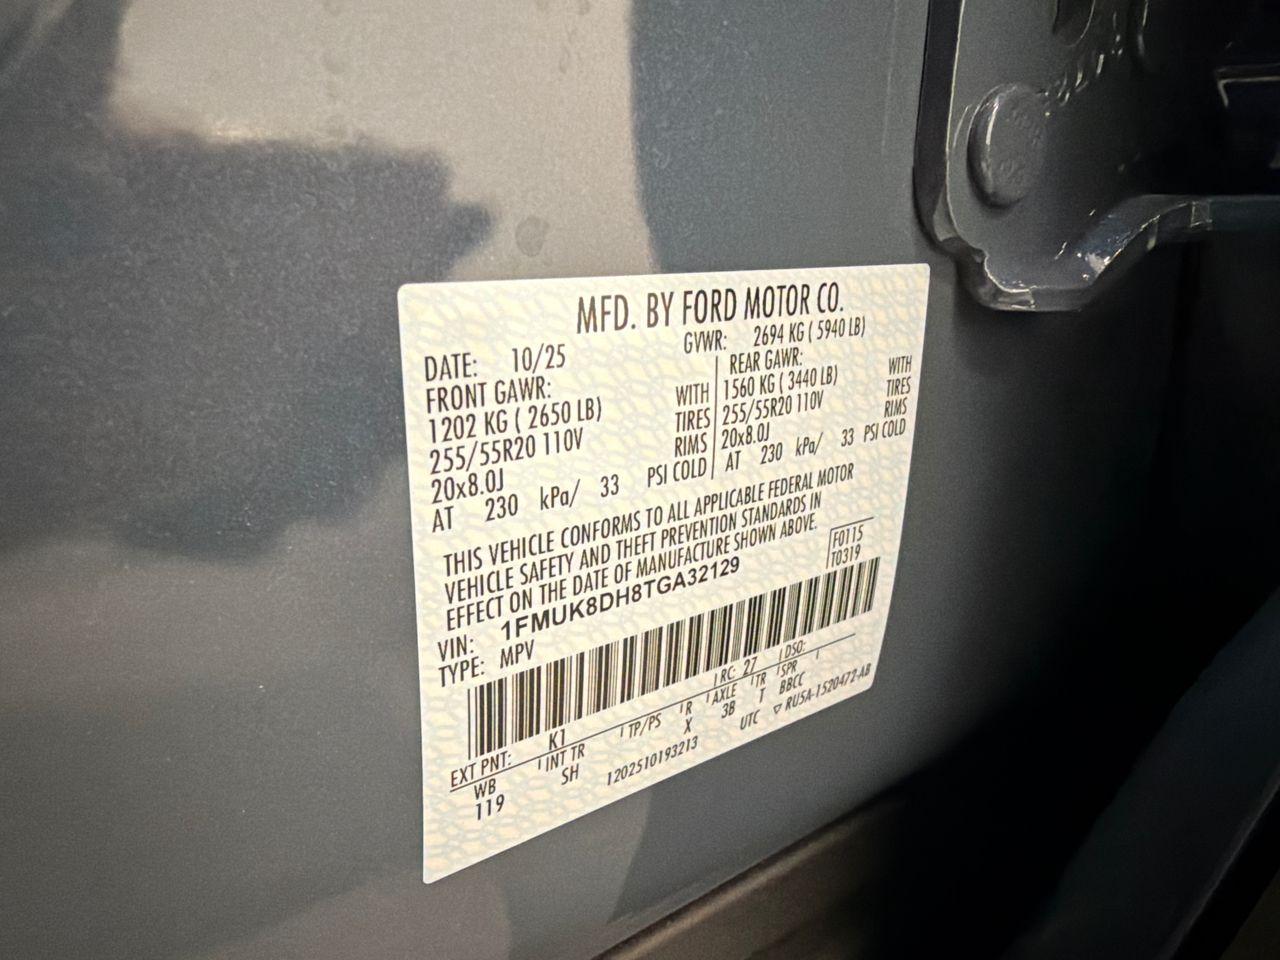 MFD. BY FORD MOTOR CO.
DATE: 10/25
GVWR: 2694 KG ( 5940 LB)
FRONT GAWR:
1202 KG ( 2650 LB)
255/55R20 110V
20x8.0J
AT 230 kPa/ 33 PSI COLD
WITH
TIRES
RIMS
REAR GAWR:
1560 KG ( 3440 LB)
255/55R20 110V
20x8.0J
AT 230 kPa/ 33 PSI COLD
WITH
TIRES
RIMS
THIS VEHICLE CONFORMS TO ALL APPLICABLE FEDERAL MOTOR
VEHICLE SAFETY AND THEFT PREVENTION STANDARDS IN
EFFECT ON THE DATE OF MANUFACTURE SHOWN ABOVE.
F0115
T0319
VIN: 1FMUK8DH8TGA32129
TYPE: MPV
EXT PNT: K1 RC: 27 DSO:
WB INT TR TP/PS R AXLE TR SPR
119 SH X 3B T BBCC
1202510193213 UTC ▽ RU5A-1520472-AB